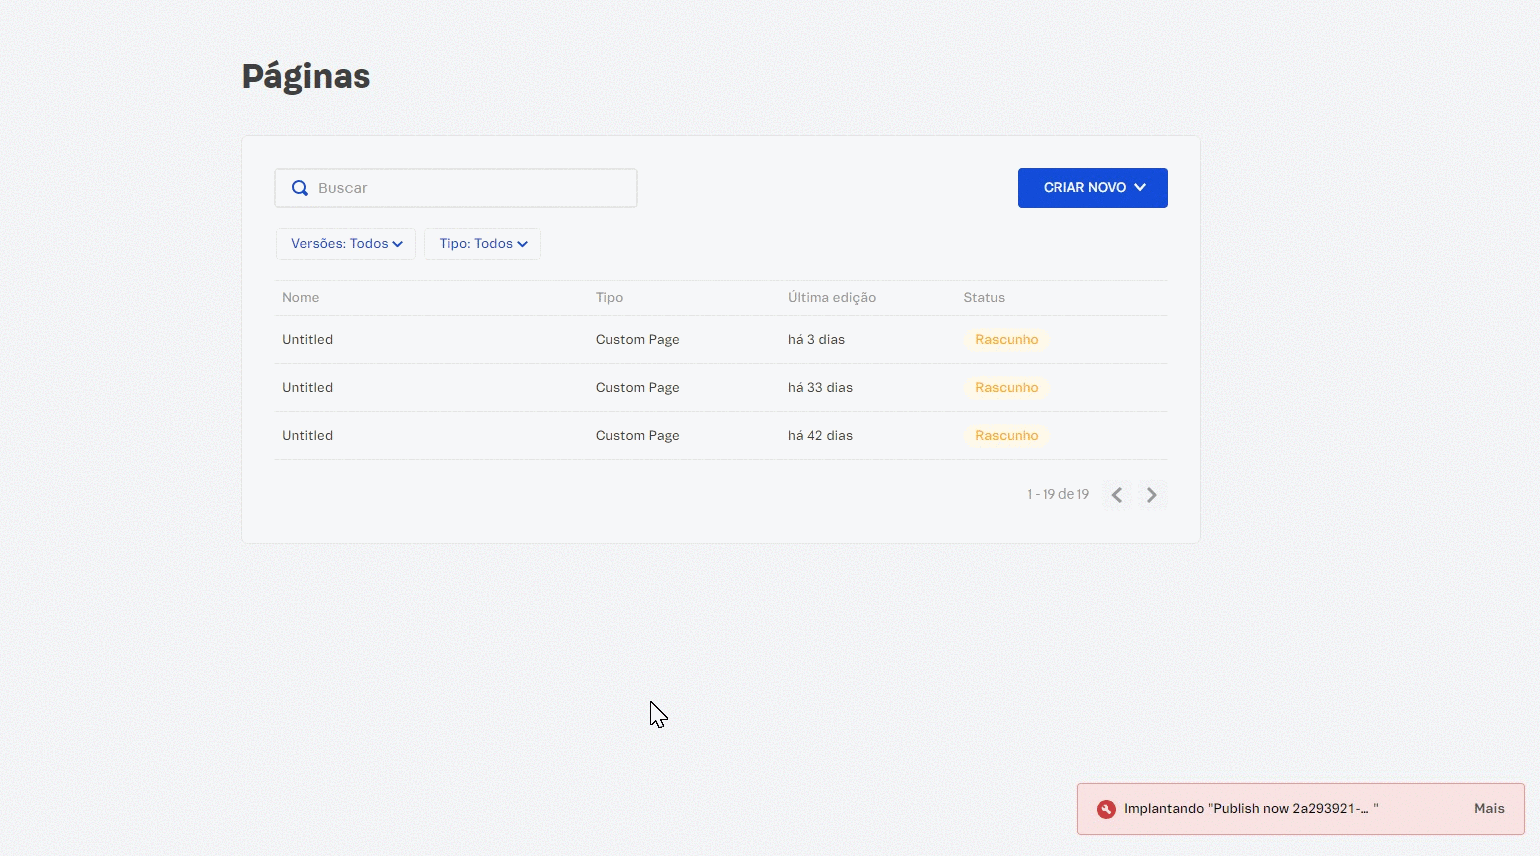 Páginas
Buscar
CRIAR NOVO
Versões: Todos
Tipo: Todos
Nome Tipo Última edição Status
Untitled Custom Page há 3 dias Rascunho
Untitled Custom Page há 33 dias Rascunho
Untitled Custom Page há 42 dias Rascunho
1 - 19 de 19
Implantando "Publish now 2a293921-... " Mais